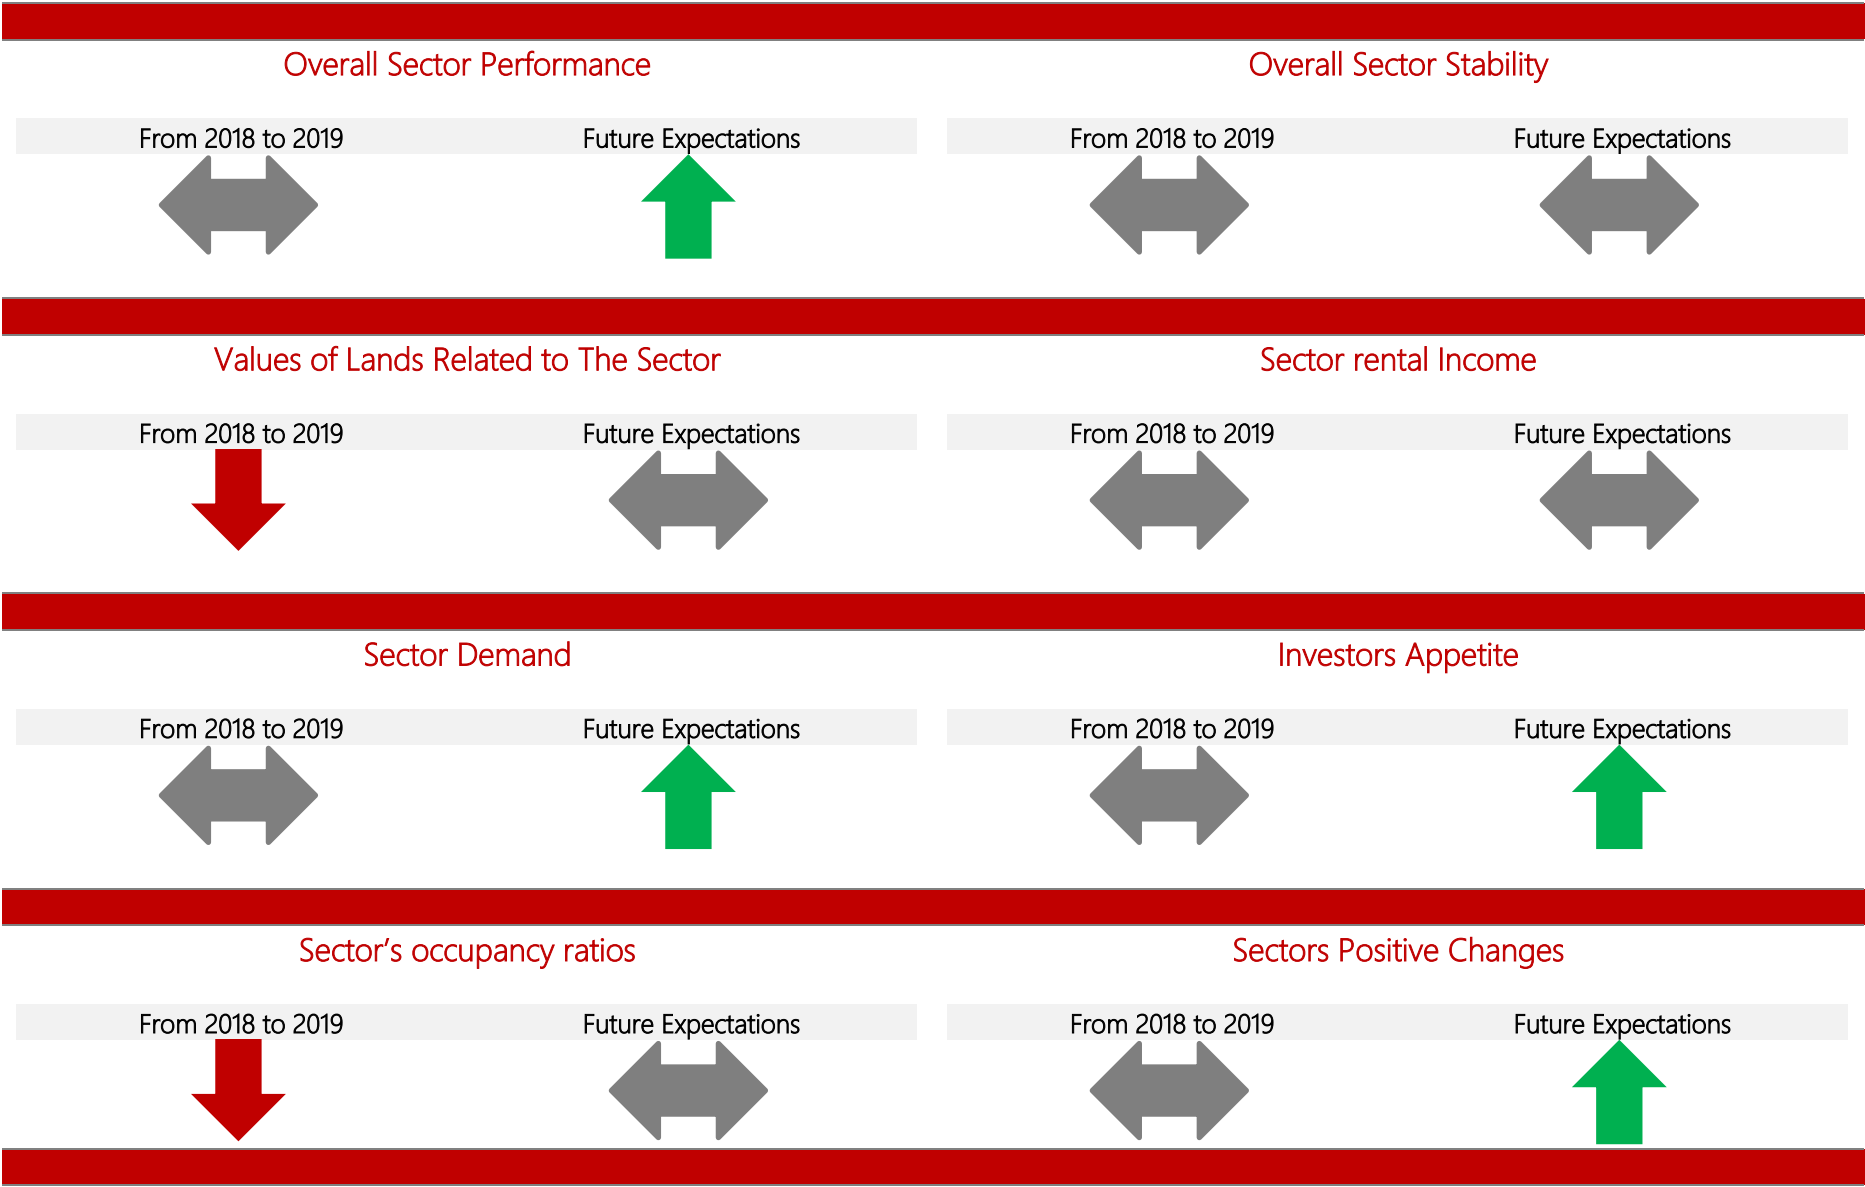 Overall Sector Performance
Overall Sector Stability
From 2018 to 2019
Future Expectations
From 2018 to 2019
Future Expectations
Values of Lands Related to The Sector
Sector rental Income
From 2018 to 2019
Future Expectations
From 2018 to 2019
Future Expectations
Sector Demand
Investors Appetite
From 2018 to 2019
Future Expectations
From 2018 to 2019
Future Expectations
Sector’s occupancy ratios
Sectors Positive Changes
From 2018 to 2019
Future Expectations
From 2018 to 2019
Future Expectations